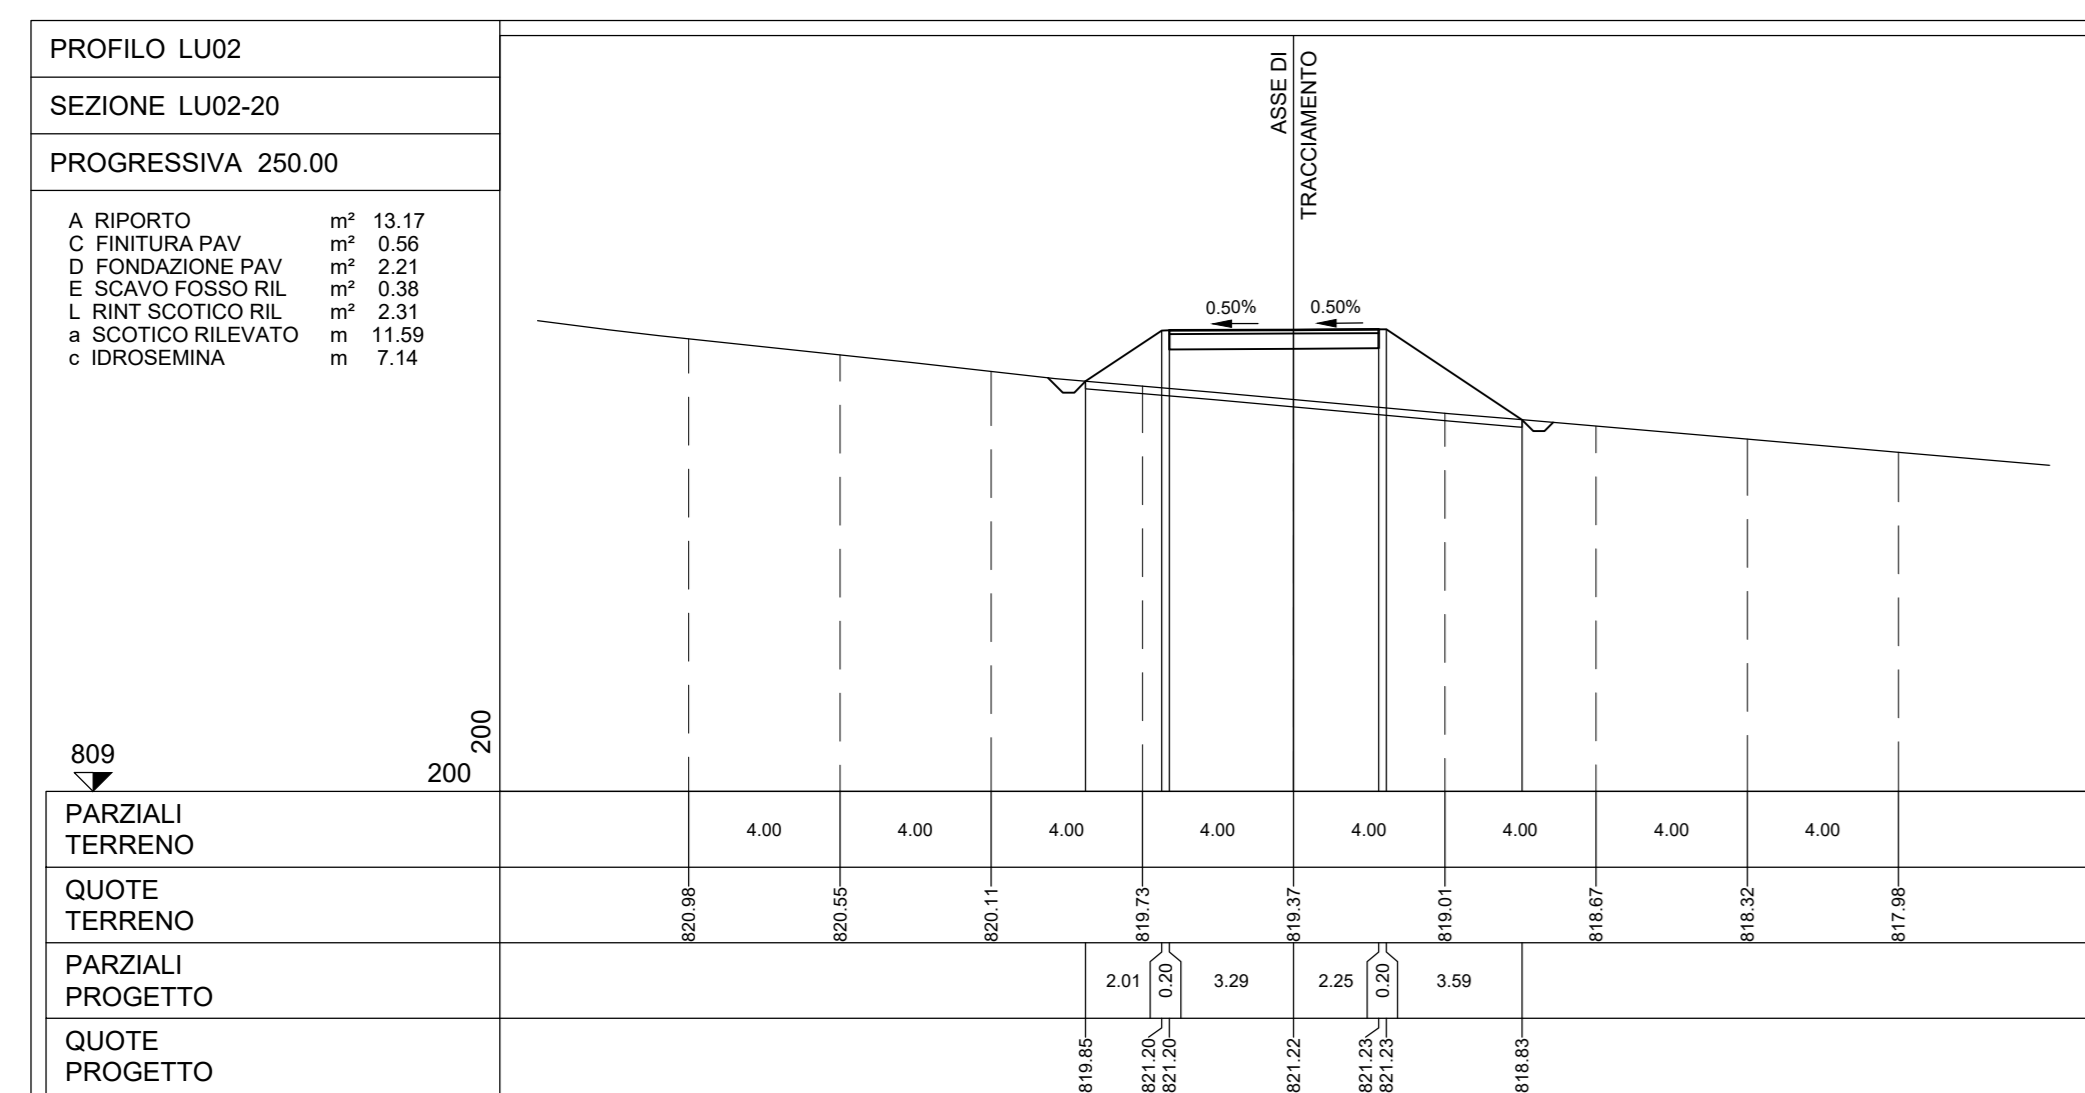 PROFILO LU02
SEZIONE LU02-20
PROGRESSIVA 250.00
A RIPORTO m² 13.17
C FINITURA PAV m² 0.56
D FONDAZIONE PAV m² 2.21
E SCAVO FOSSO RIL m² 0.38
L RINT SCOTICO RIL m² 2.31
a SCOTICO RILEVATO m 11.59
c IDROSEMINA m 7.14
ASSE DI
TRACCIAMENTO
0.50% 0.50%
809
200
200
PARZIALI
TERRENO
4.00 4.00 4.00 4.00 4.00 4.00 4.00 4.00
QUOTE
TERRENO
820.98 820.55 820.11 819.73 819.37 819.01 818.67 818.32 817.98
PARZIALI
PROGETTO
2.01 0.20 3.29 2.25 0.20 3.59
QUOTE
PROGETTO
819.85 821.20 821.20 821.22 821.23 821.23 818.83